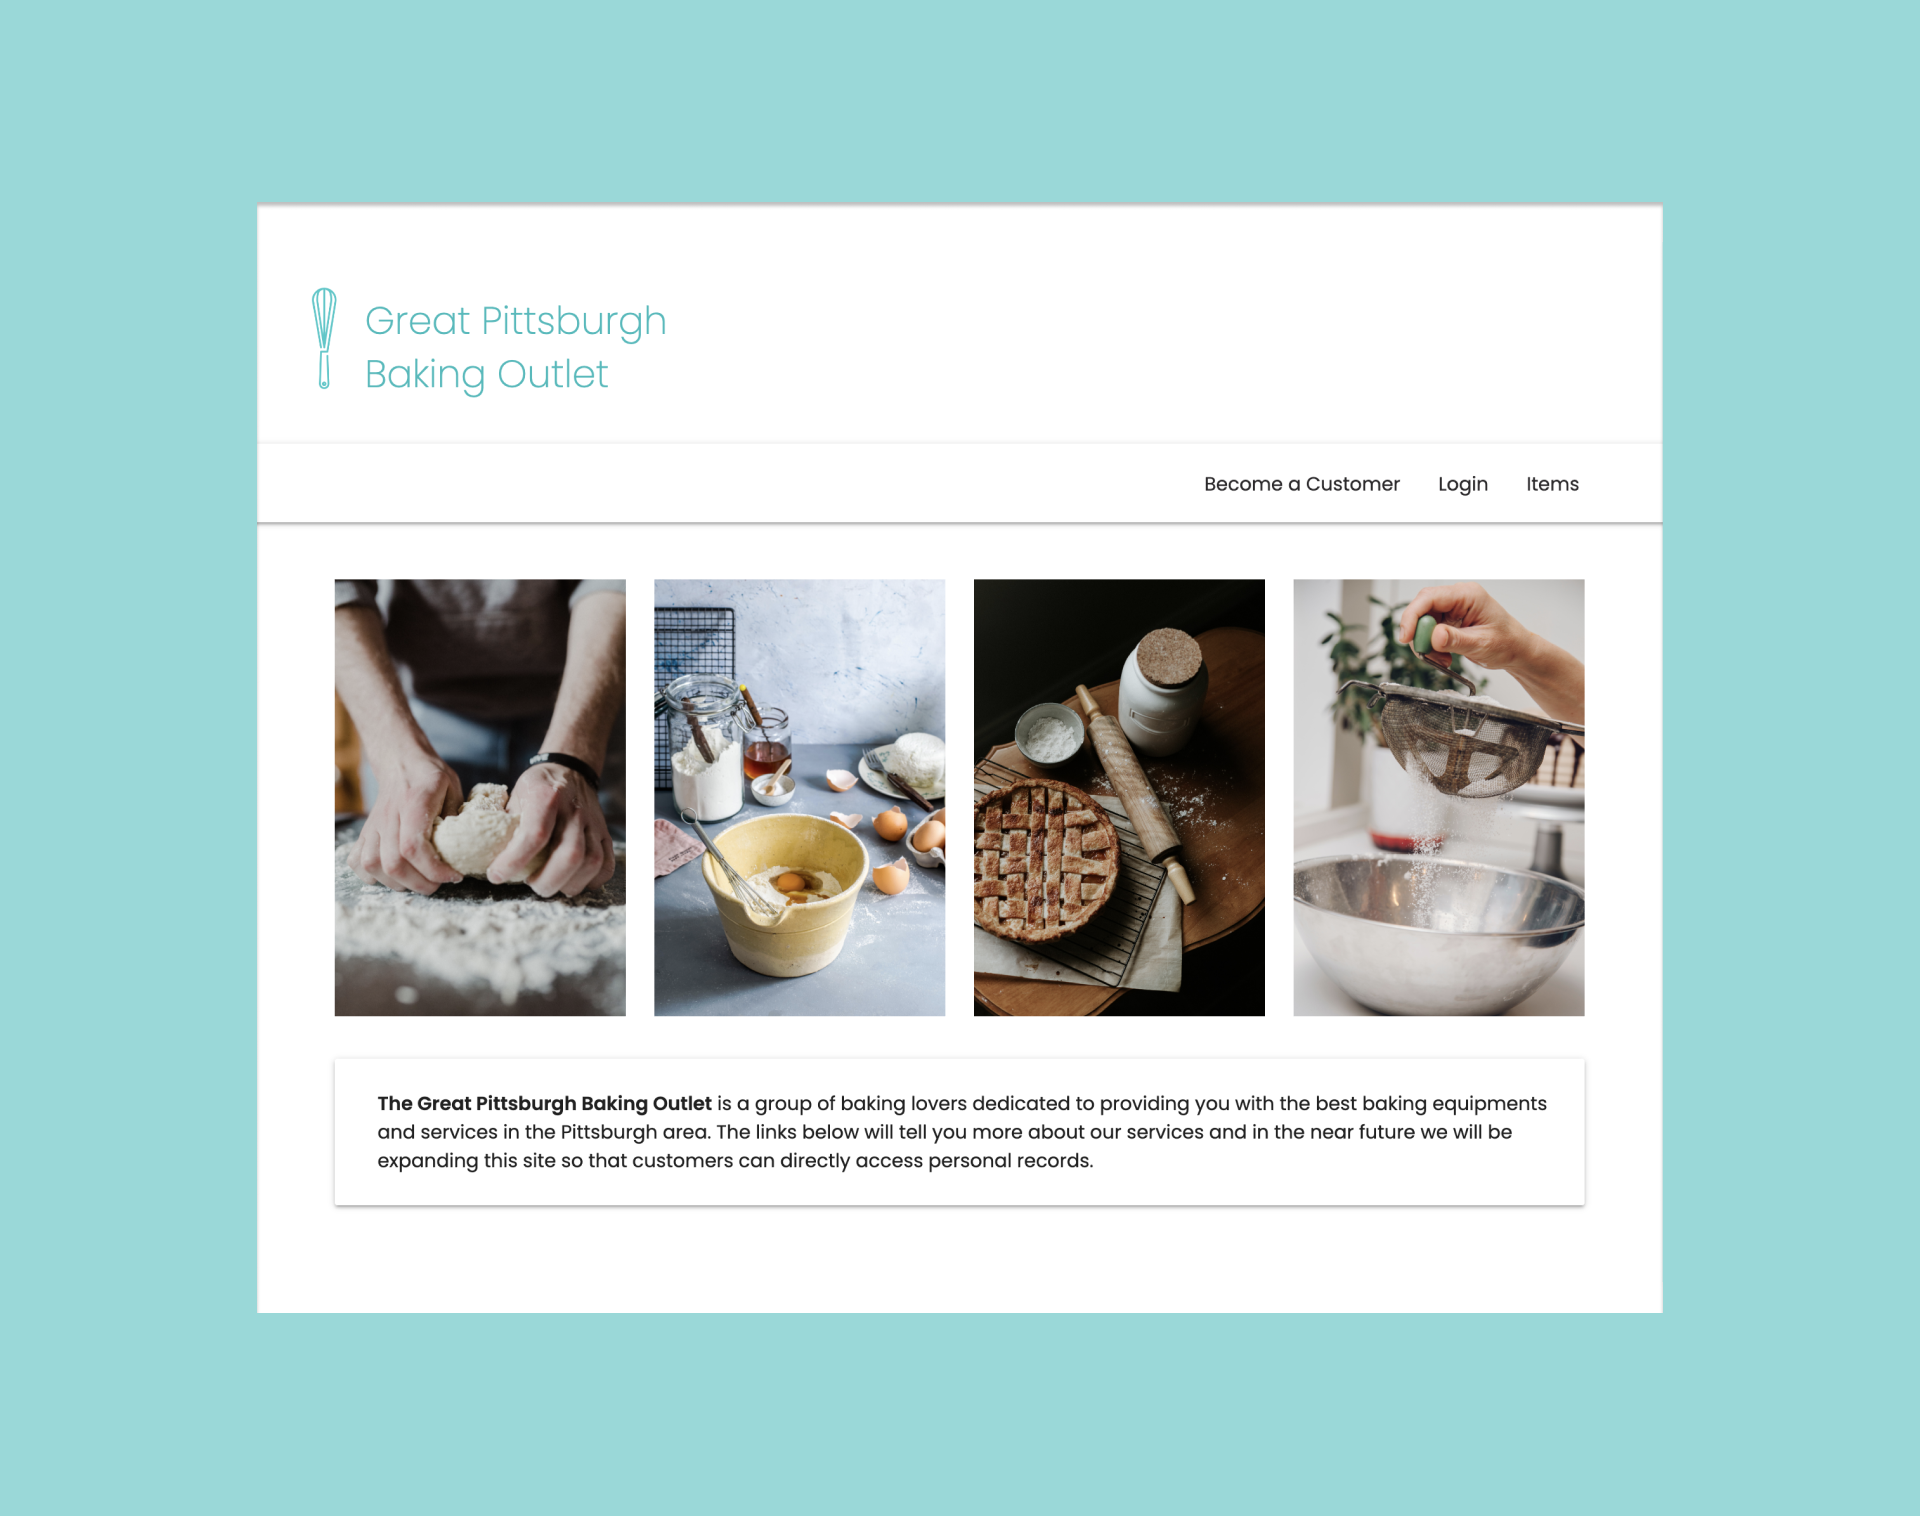 Great Pittsburgh
Baking Outlet
Become a Customer Login Items
The Great Pittsburgh Baking Outlet is a group of baking lovers dedicated to providing you with the best baking equipments
and services in the Pittsburgh area. The links below will tell you more about our services and in the near future we will be
expanding this site so that customers can directly access personal records.